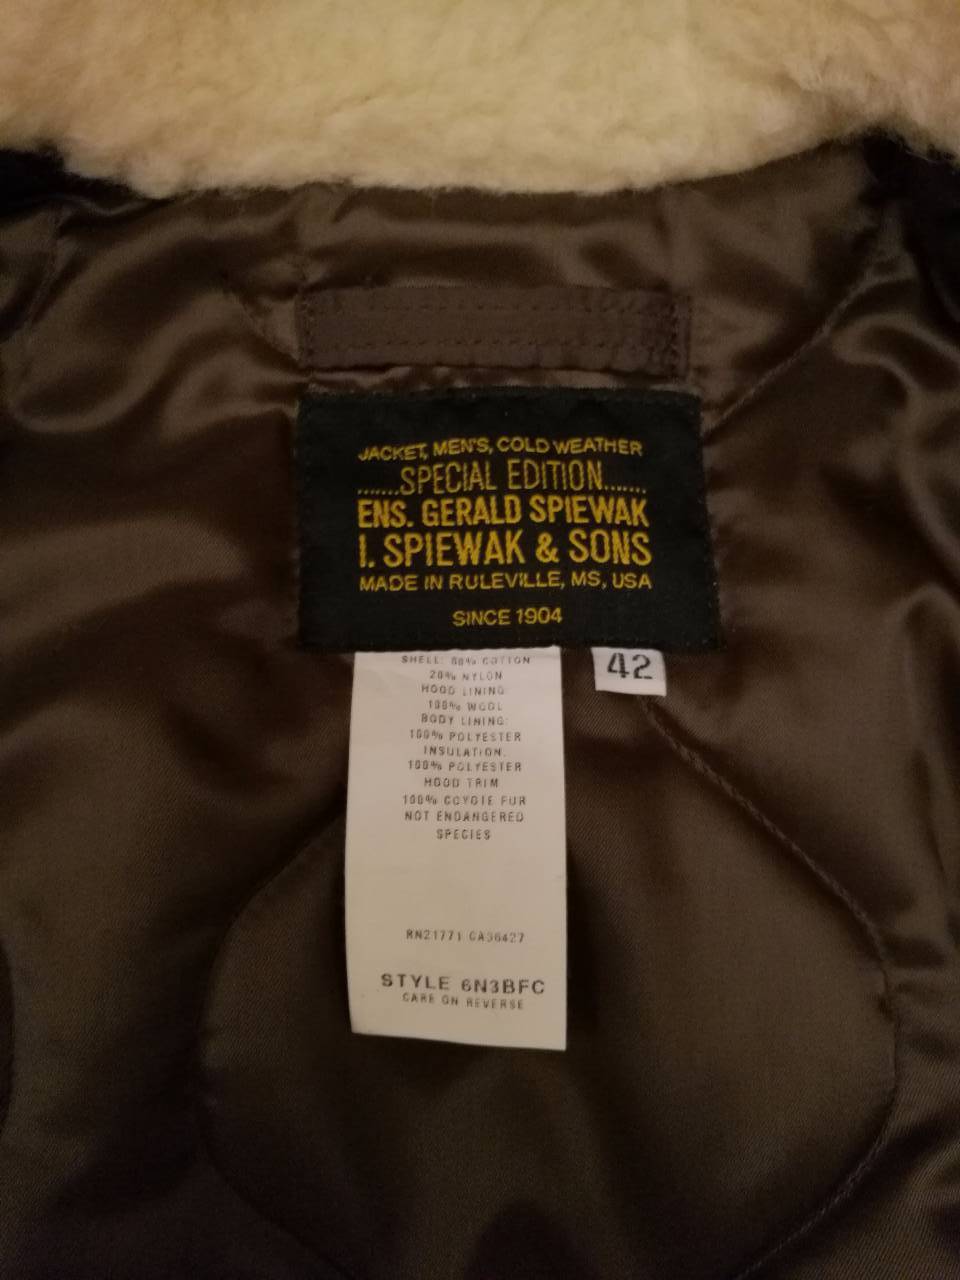 JACKET, MEN'S, COLD WEATHER
.......SPECIAL EDITION.......
ENS. GERALD SPIEWAK
I. SPIEWAK & SONS
MADE IN RULEVILLE, MS, USA
SINCE 1904
42
SHELL: 80% COTTON
20% NYLON
HOOD LINING:
100% WOOL
BODY LINING:
100% POLYESTER
INSULATION:
100% POLYESTER
HOOD TRIM
100% COYOTE FUR
NOT ENDANGERED
SPECIES
RN21771 CA36427
STYLE 6N3BFC
CARE ON REVERSE